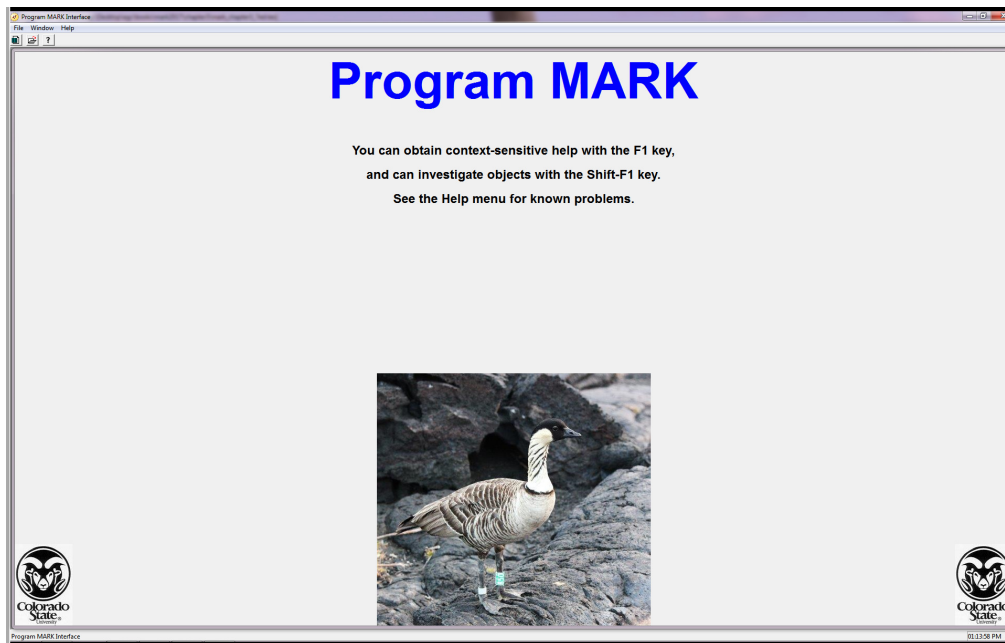 Program MARK Interface
File Window Help
?
Program MARK
You can obtain context-sensitive help with the F1 key,
and can investigate objects with the Shift-F1 key.
See the Help menu for known problems.
Colorado
State®
University
Colorado
State®
University
Program MARK Interface
01:13:58 PM